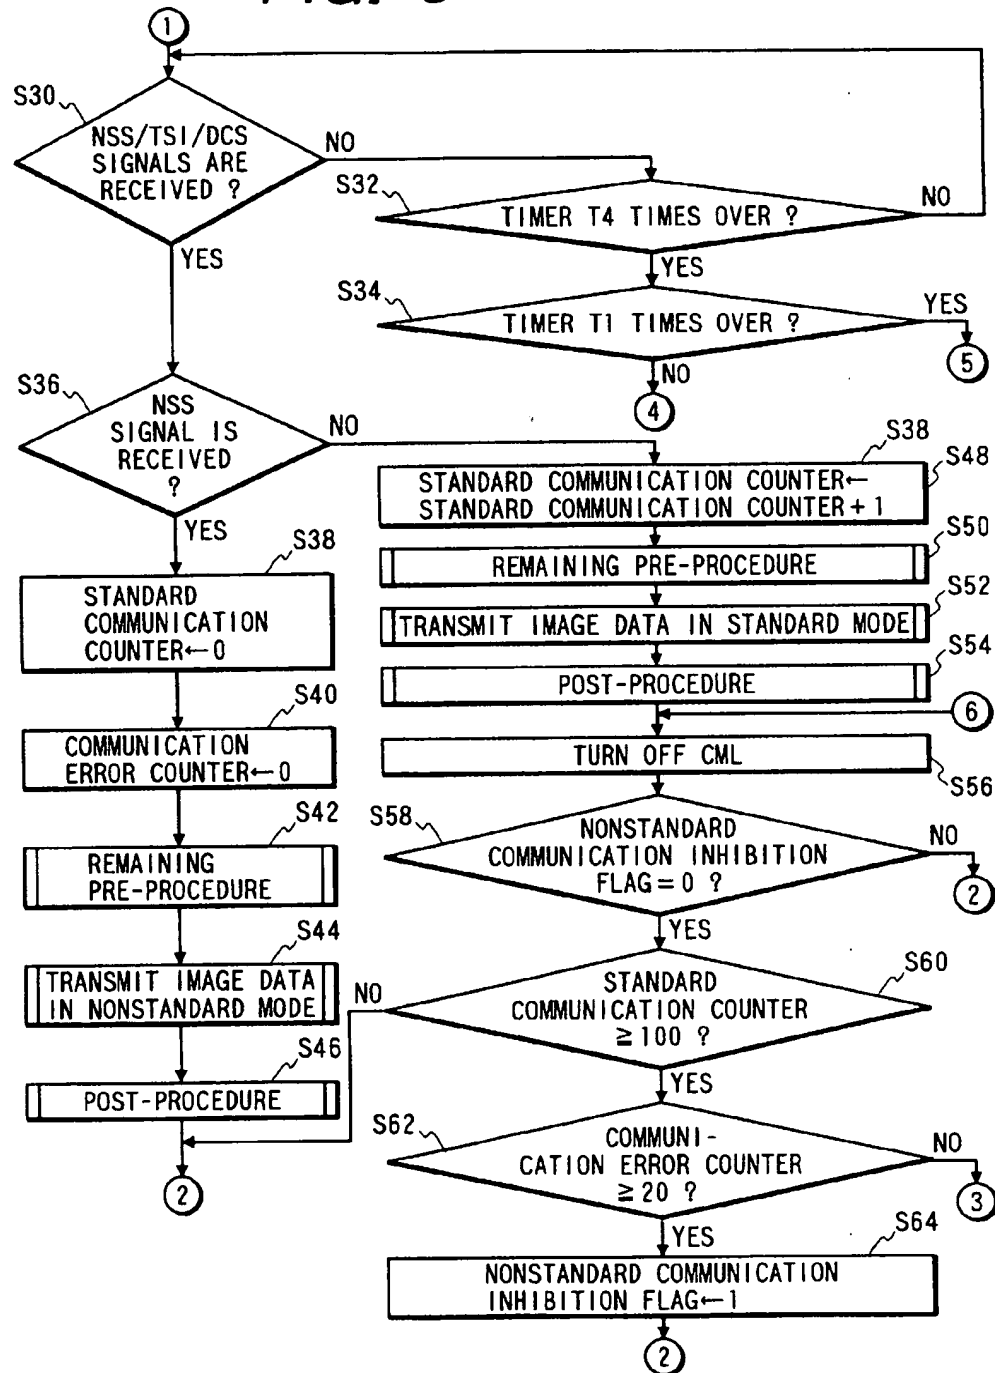 ①
S30
NSS/TSI/DCS
SIGNALS ARE
RECEIVED ?
NO
YES
S32
TIMER T4 TIMES OVER ?
NO
YES
S34
TIMER T1 TIMES OVER ?
YES
⑤
NO
④
S36
NSS
SIGNAL IS
RECEIVED
?
NO
YES
S38
STANDARD
COMMUNICATION
COUNTER←0
S40
COMMUNICATION
ERROR COUNTER←0
S42
REMAINING
PRE-PROCEDURE
S44
TRANSMIT IMAGE DATA
IN NONSTANDARD MODE
S46
POST-PROCEDURE
②
S38
S48
STANDARD COMMUNICATION COUNTER←
STANDARD COMMUNICATION COUNTER+1
S50
REMAINING PRE-PROCEDURE
S52
TRANSMIT IMAGE DATA IN STANDARD MODE
S54
POST-PROCEDURE
⑥
TURN OFF CML
S56
S58
NONSTANDARD
COMMUNICATION INHIBITION
FLAG=0 ?
NO
②
YES
S60
STANDARD
COMMUNICATION COUNTER
≧100 ?
NO
YES
S62
COMMUNI-
CATION ERROR COUNTER
≧20 ?
NO
③
YES
S64
NONSTANDARD COMMUNICATION
INHIBITION FLAG←1
②